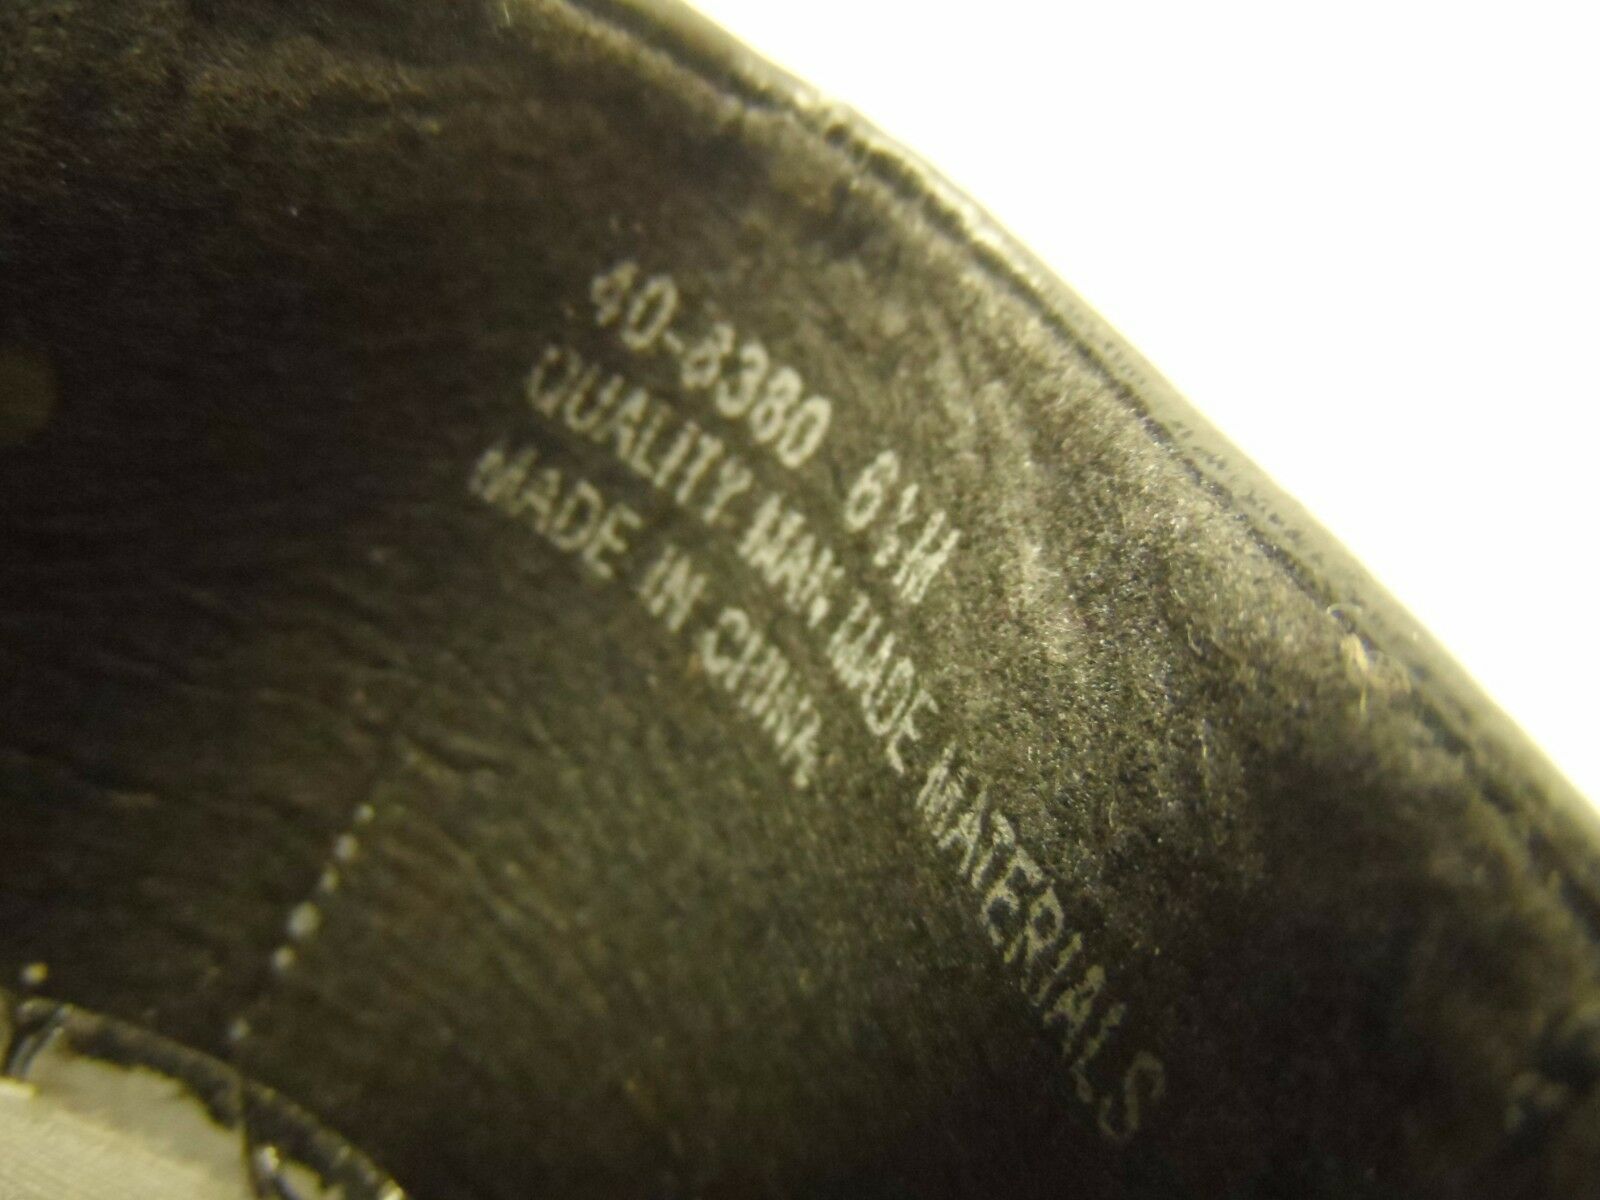 40-8380 6½M
QUALITY MAN MADE MATERIALS
MADE IN CHINA